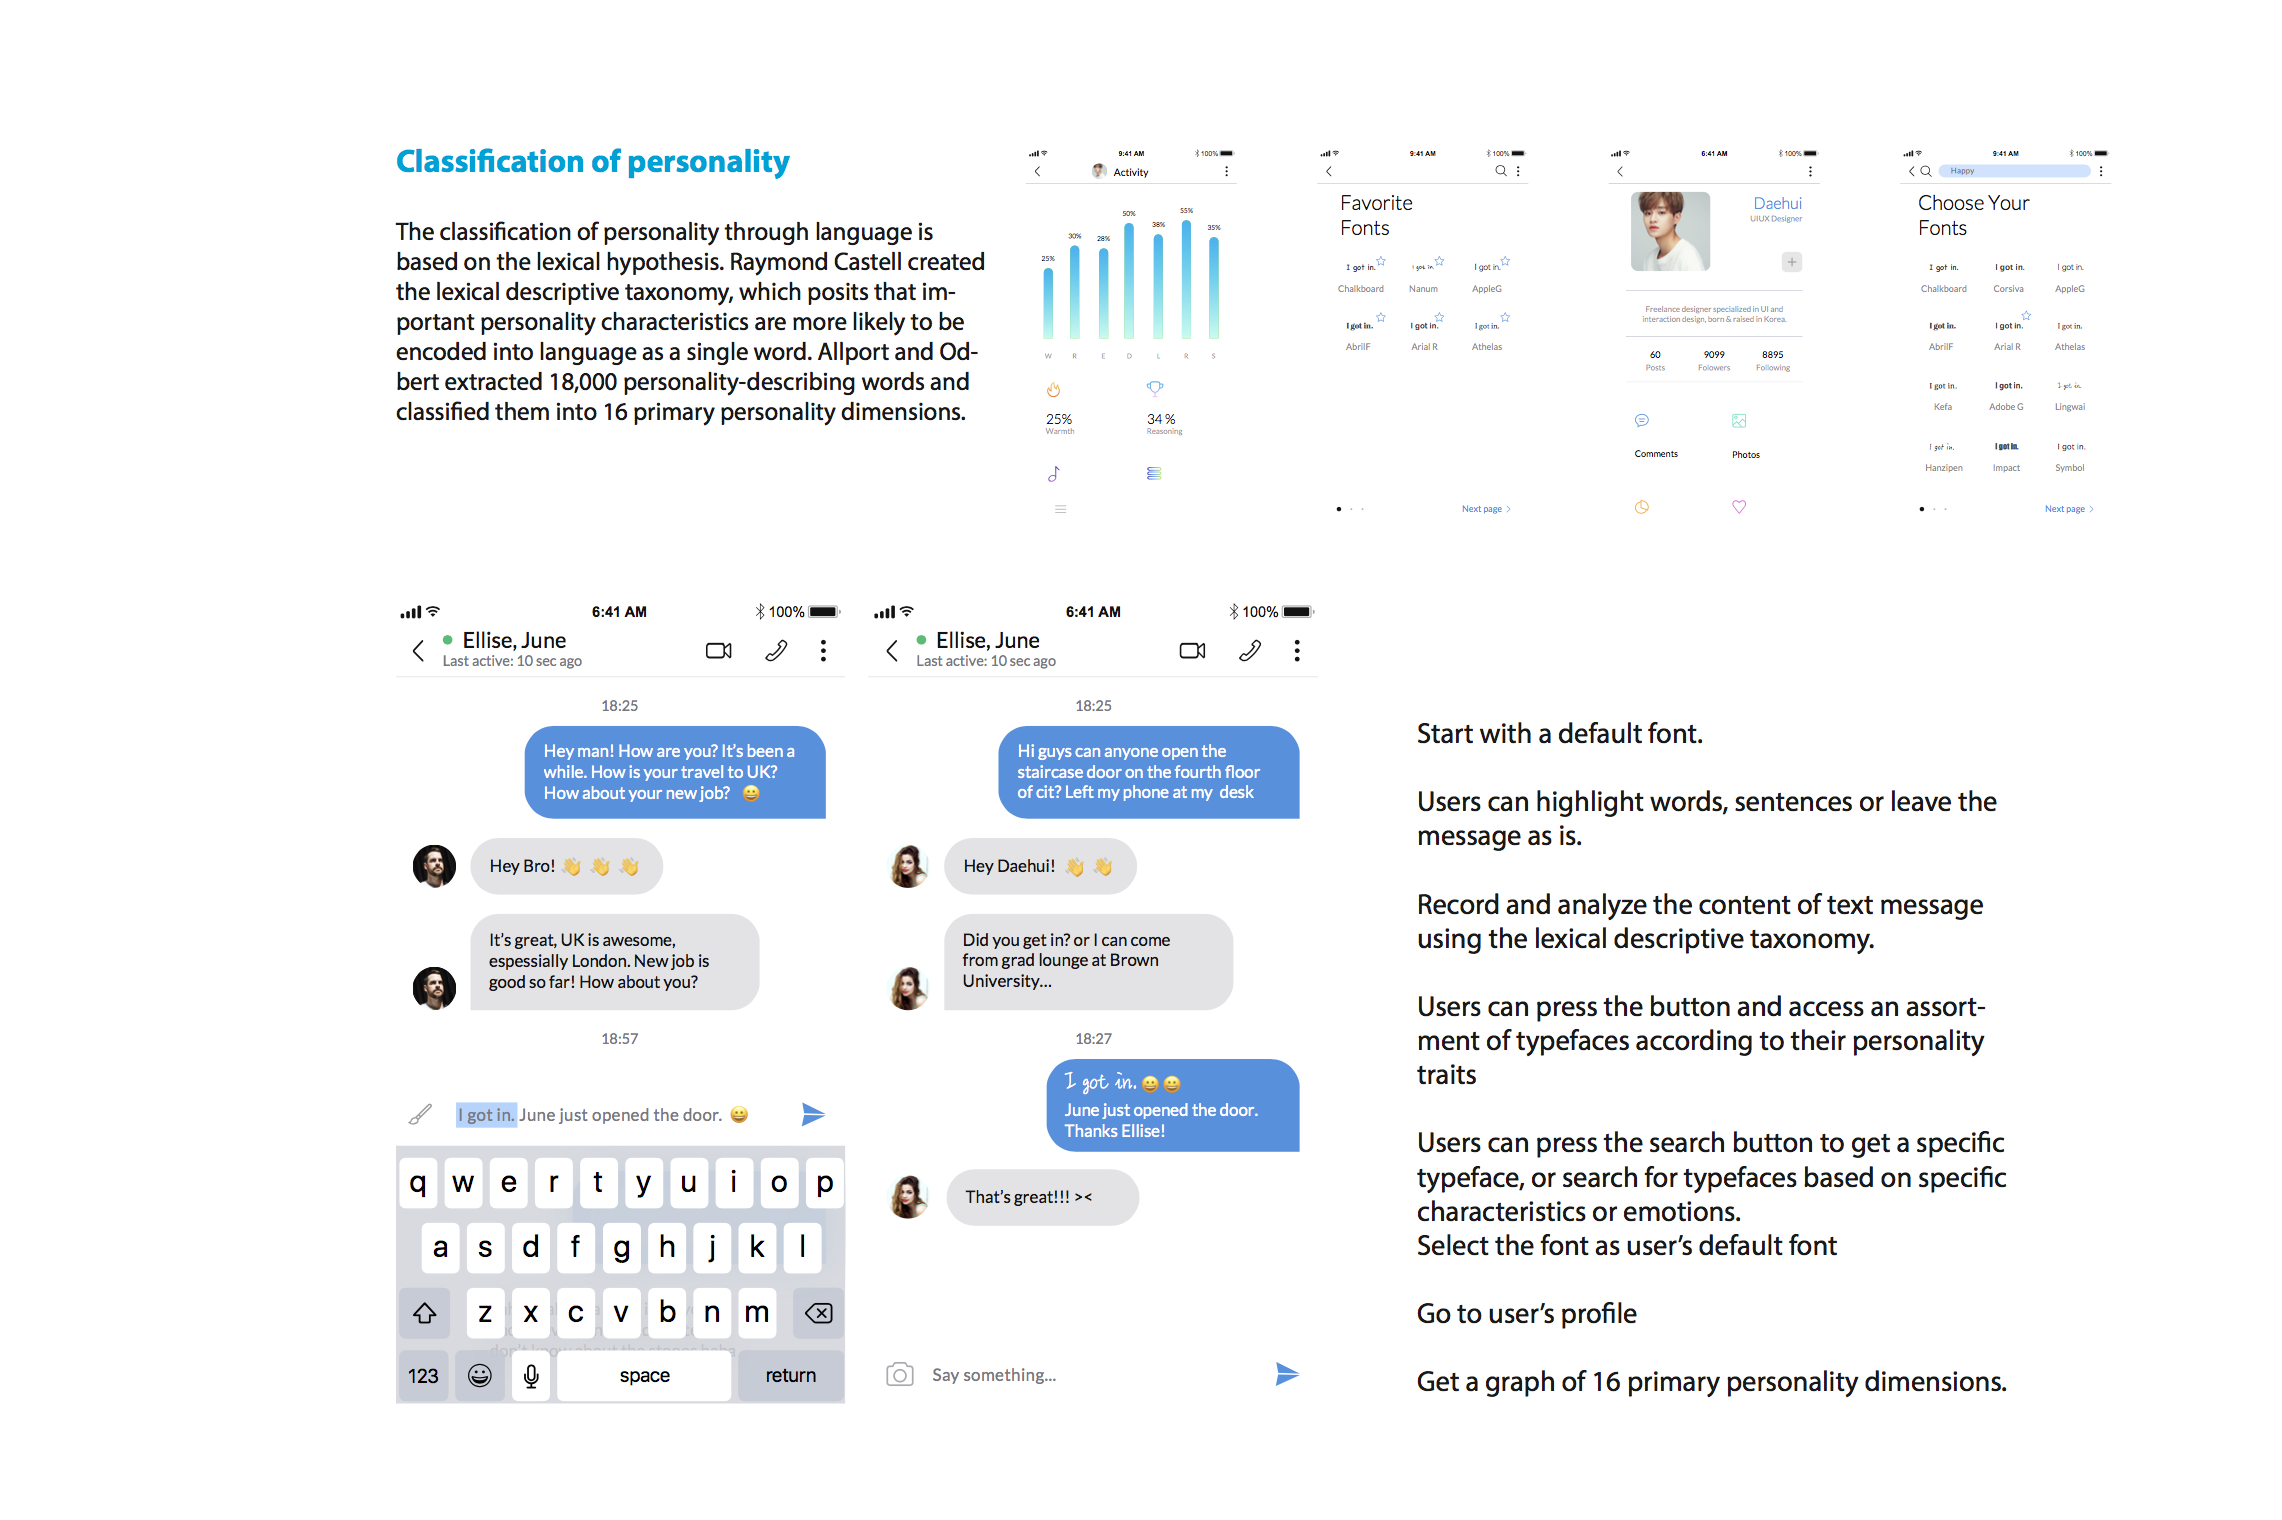 Classification of personality
The classification of personality through language is
based on the lexical hypothesis. Raymond Castell created
the lexical descriptive taxonomy, which posits that im-
portant personality characteristics are more likely to be
encoded into language as a single word. Allport and Od-
bert extracted 18,000 personality-describing words and
classified them into 16 primary personality dimensions.
9:41 AM 100%
Activity
25% 30% 28% 50% 38% 55% 35%
W R E D L R S
25% 34 %
Warmth Reasoning
9:41 AM 100%
Favorite
Fonts
I got in. I got in. I got in.
Chalkboard Nanum AppleG
I got in. I got in. I got in.
AbrilF Arial R Athelas
Next page
6:41 AM 100%
Daehui
UIUX Designer
Freelance designer specialized in UI and
interaction design, born & raised in Korea.
60 9099 8895
Posts Folowers Following
Comments Photos
9:41 AM 100%
Happy
Choose Your
Fonts
I got in. I got in. I got in.
Chalkboard Corsiva AppleG
I got in. I got in. I got in.
AbrilF Arial R Athelas
I got in. I got in. I got in.
Kefa Adobe G Lingwai
I got in. I got in. I got in.
Hanzipen Impact Symbol
Next page
6:41 AM 100%
Ellise, June
Last active: 10 sec ago
18:25
Hey man! How are you? It's been a
while. How is your travel to UK?
How about your new job? 😀
Hey Bro! 👋 👋 👋
It's great, UK is awesome,
espessially London. New job is
good so far! How about you?
18:57
I got in. June just opened the door. 😀
q w e r t y u i o p
a s d f g h j k l
z x c v b n m
don't know about the stones haha
123 space return
6:41 AM 100%
Ellise, June
Last active: 10 sec ago
18:25
Hi guys can anyone open the
staircase door on the fourth floor
of cit? Left my phone at my desk
Hey Daehui! 👋 👋
Did you get in? or I can come
from grad lounge at Brown
University...
18:27
I got in. 😀 😀
June just opened the door.
Thanks Ellise!
That's great!!! ><
Say something...
Start with a default font.
Users can highlight words, sentences or leave the
message as is.
Record and analyze the content of text message
using the lexical descriptive taxonomy.
Users can press the button and access an assort-
ment of typefaces according to their personality
traits
Users can press the search button to get a specific
typeface, or search for typefaces based on specific
characteristics or emotions.
Select the font as user's default font
Go to user's profile
Get a graph of 16 primary personality dimensions.